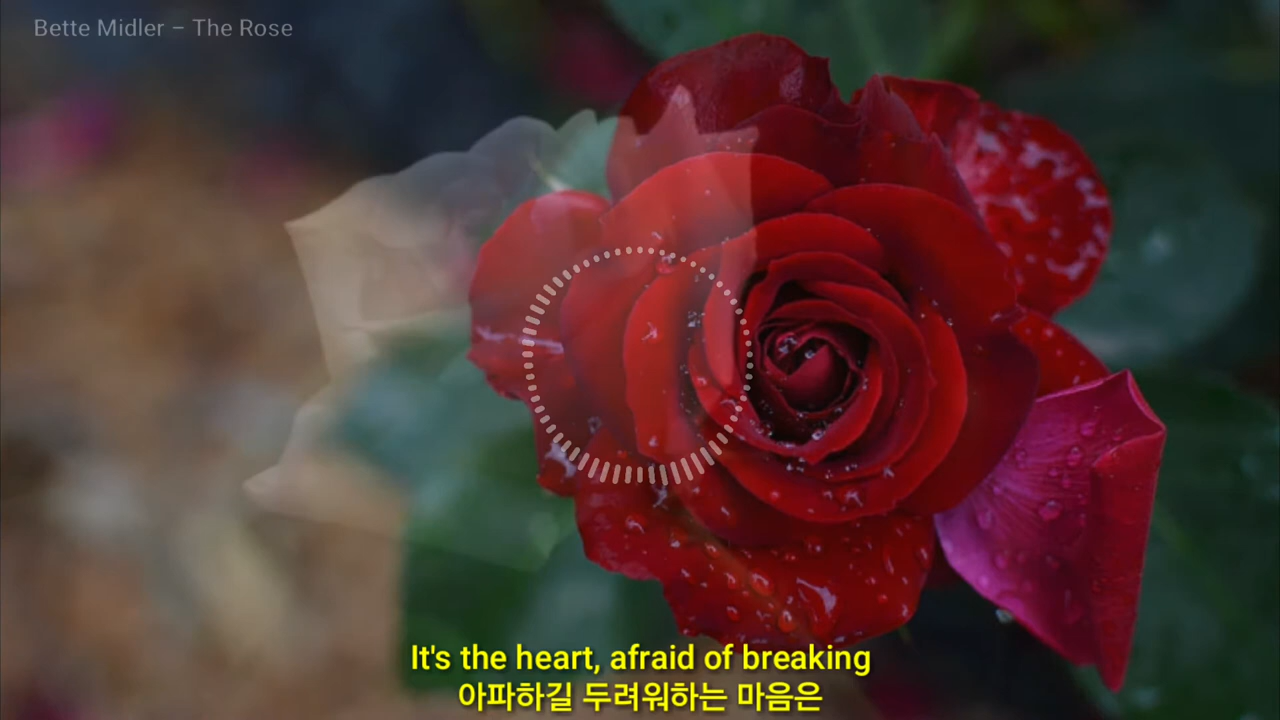 Bette Midler – The Rose
It's the heart, afraid of breaking
아파하길 두려워하는 마음은